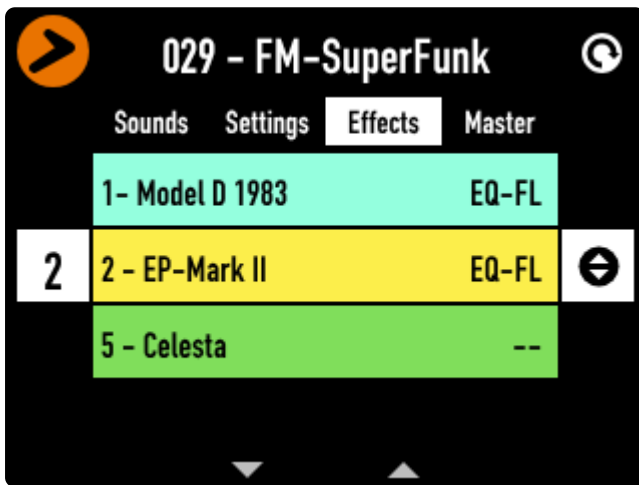 029 - FM-SuperFunk
Sounds Settings Effects Master
1- Model D 1983 EQ-FL
2 2 - EP-Mark II EQ-FL
5 - Celesta --